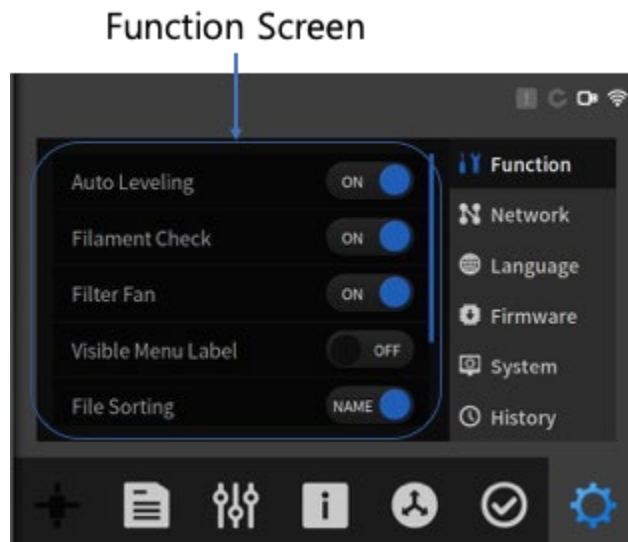 Function Screen
Auto Leveling ON
Filament Check ON
Filter Fan ON
Visible Menu Label OFF
File Sorting NAME
Function
Network
Language
Firmware
System
History